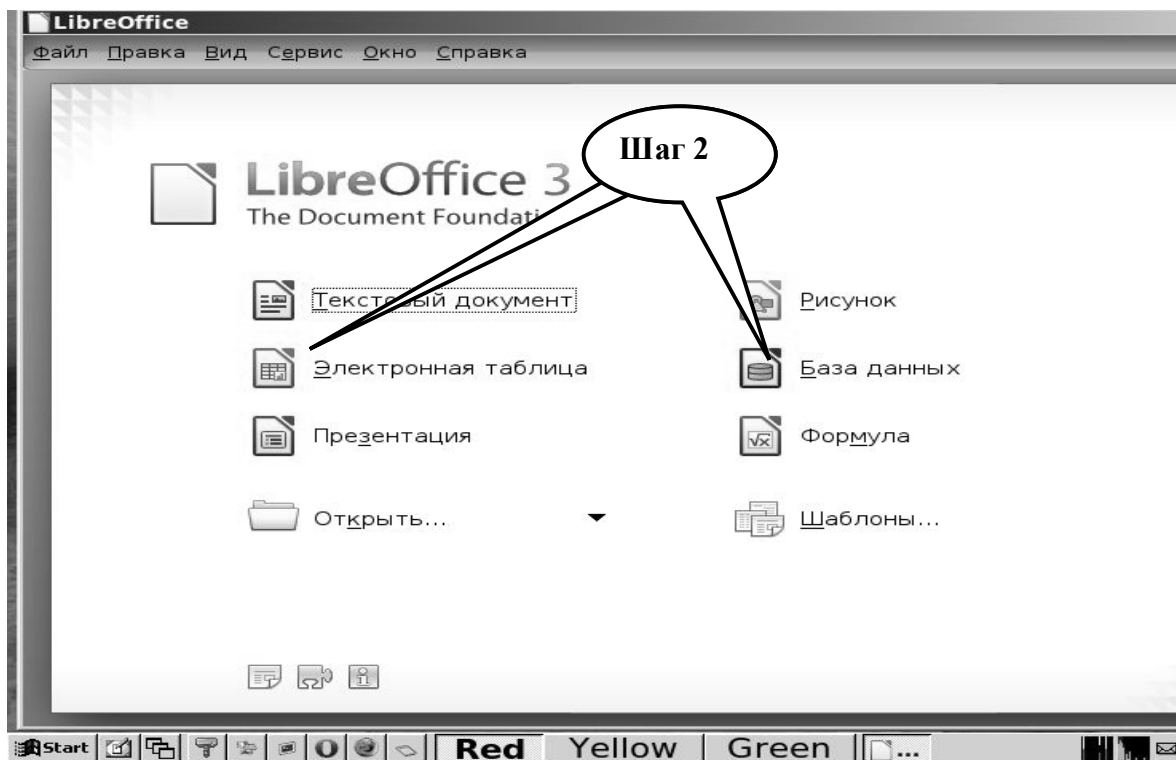 LibreOffice
Файл Правка Вид Сервис Окно Справка
Шаг 2
LibreOffice 3
The Document Foundati
Текстовый документ
Рисунок
Электронная таблица
База данных
Презентация
Формула
Открыть...
Шаблоны...
Start Red Yellow Green ...